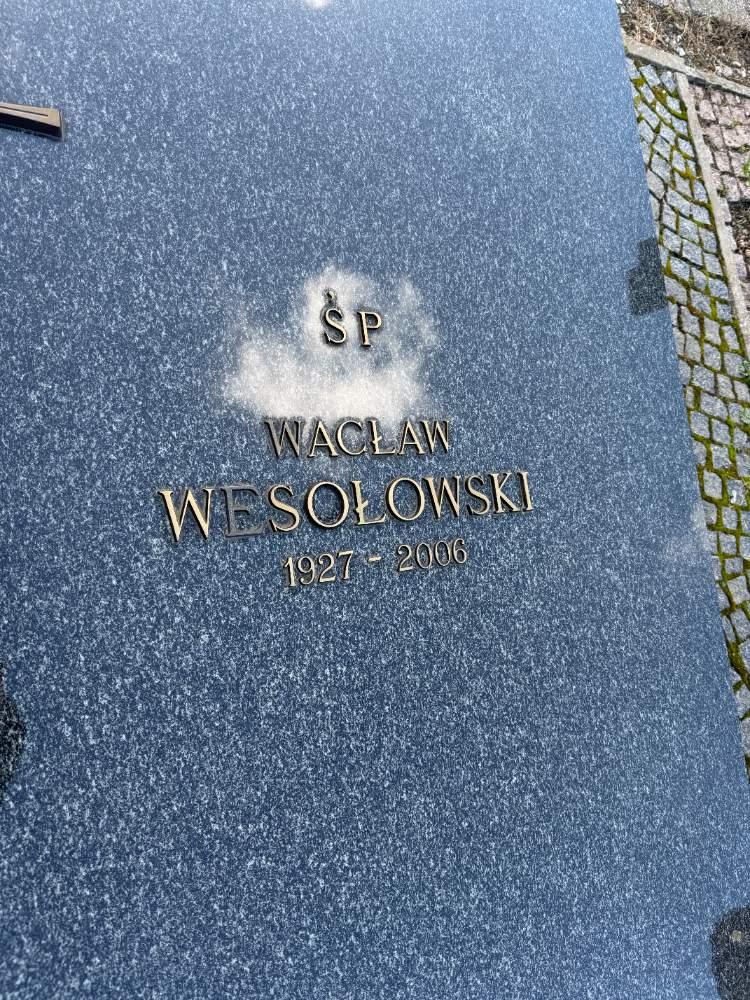 ŚP
WACŁAW
WESOŁOWSKI
1927 - 2006